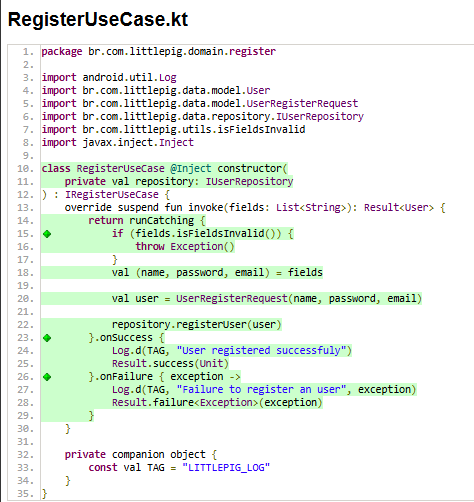 RegisterUseCase.kt
1. package br.com.littlepig.domain.register
2.
3. import android.util.Log
4. import br.com.littlepig.data.model.User
5. import br.com.littlepig.data.model.UserRegisterRequest
6. import br.com.littlepig.data.repository.IUserRepository
7. import br.com.littlepig.utils.isFieldsInvalid
8. import javax.inject.Inject
9.
10. class RegisterUseCase @Inject constructor(
11.     private val repository: IUserRepository
12. ) : IRegisterUseCase {
13.     override suspend fun invoke(fields: List<String>): Result<User> {
14.         return runCatching {
15.             if (fields.isFieldsInvalid()) {
16.                 throw Exception()
17.             }
18.             val (name, password, email) = fields
19.
20.             val user = UserRegisterRequest(name, password, email)
21.
22.             repository.registerUser(user)
23.         }.onSuccess {
24.             Log.d(TAG, "User registered successfuly")
25.             Result.success(Unit)
26.         }.onFailure { exception ->
27.             Log.d(TAG, "Failure to register an user", exception)
28.             Result.failure<Exception>(exception)
29.         }
30.     }
31.
32.     private companion object {
33.         const val TAG = "LITTLEPIG_LOG"
34.     }
35. }